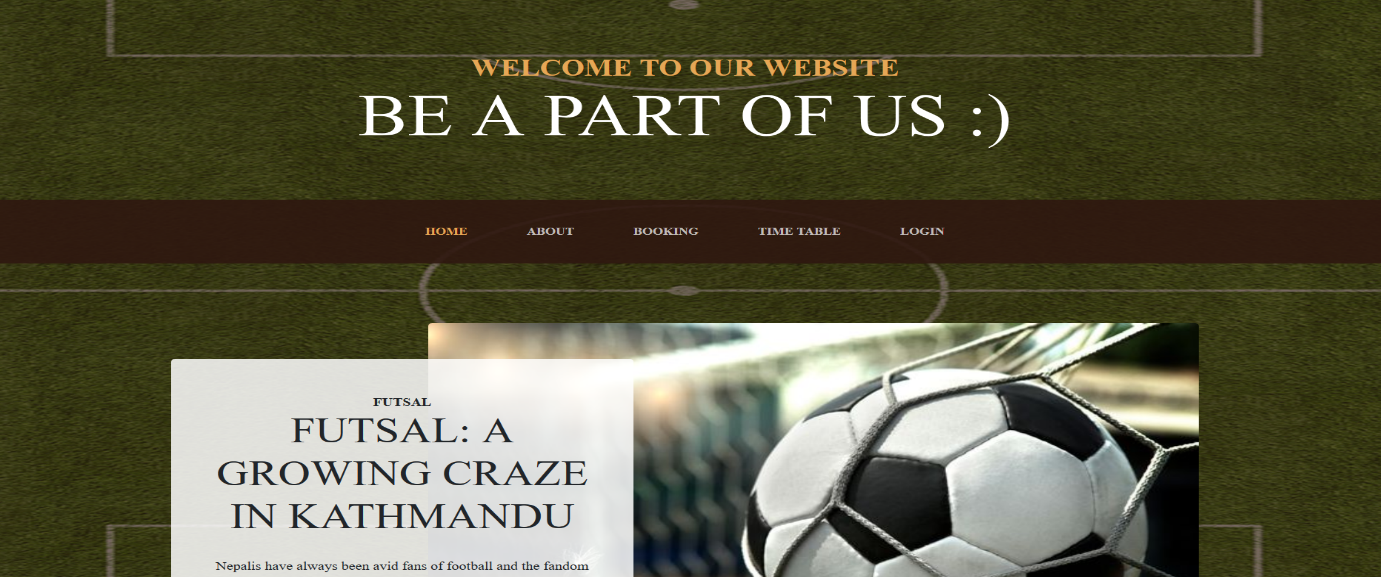 WELCOME TO OUR WEBSITE
BE A PART OF US :)
HOME ABOUT BOOKING TIME TABLE LOGIN
FUTSAL
FUTSAL: A
GROWING CRAZE
IN KATHMANDU
Nepalis have always been avid fans of football and the fandom